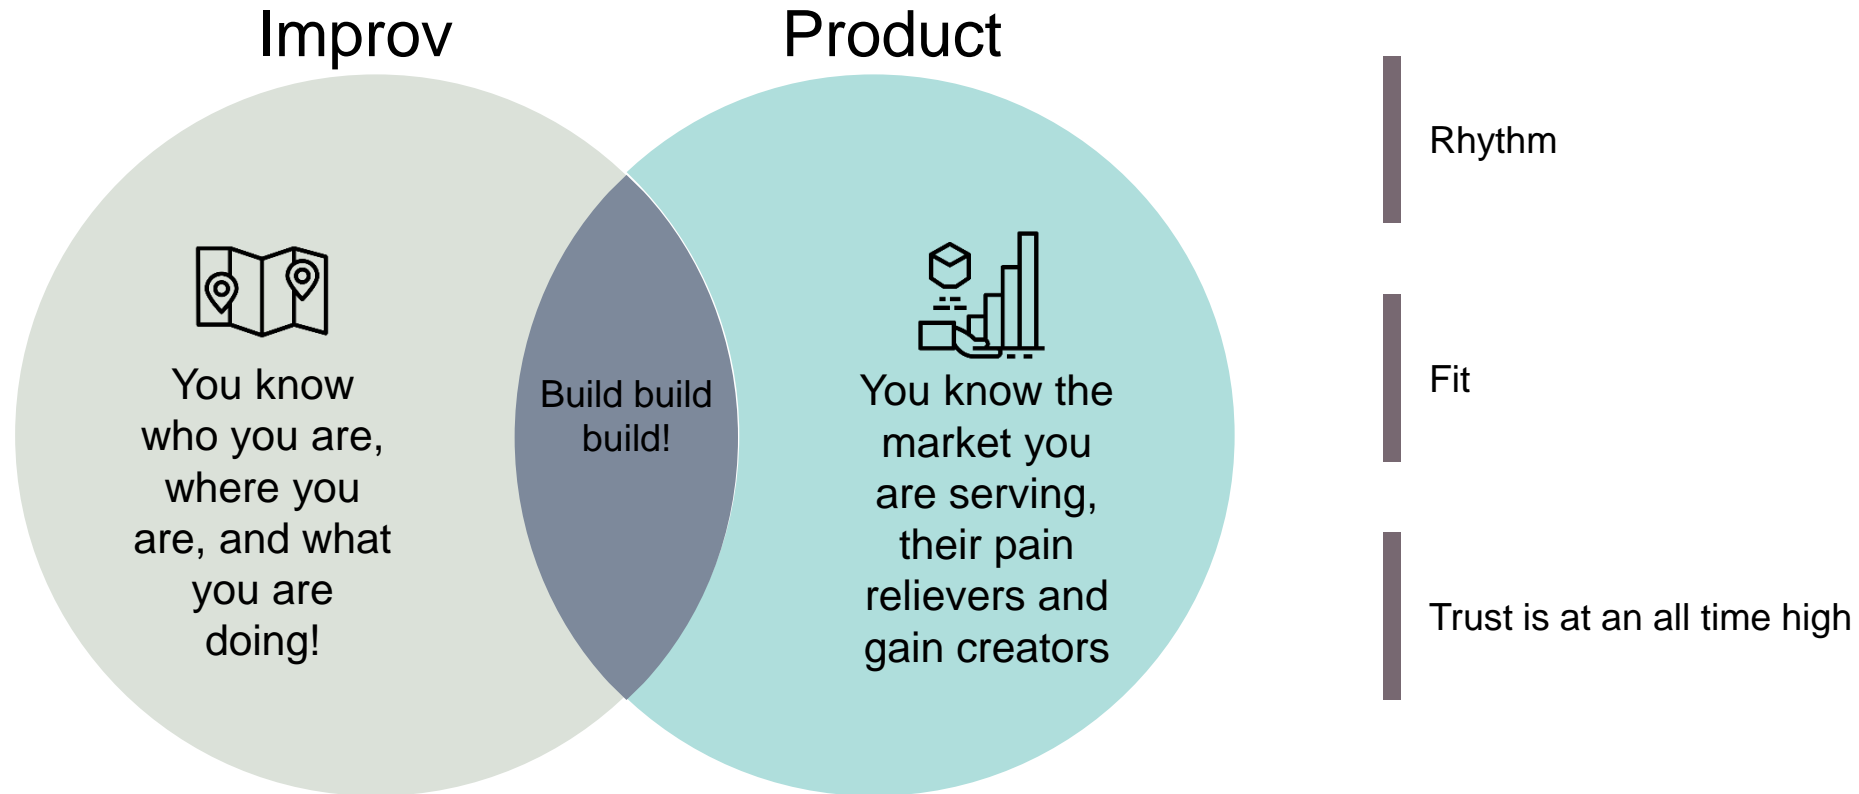 Improv
Product
You know
who you are,
where you
are, and what
you are
doing!
Build build
build!
You know the
market you
are serving,
their pain
relievers and
gain creators
Rhythm
Fit
Trust is at an all time high